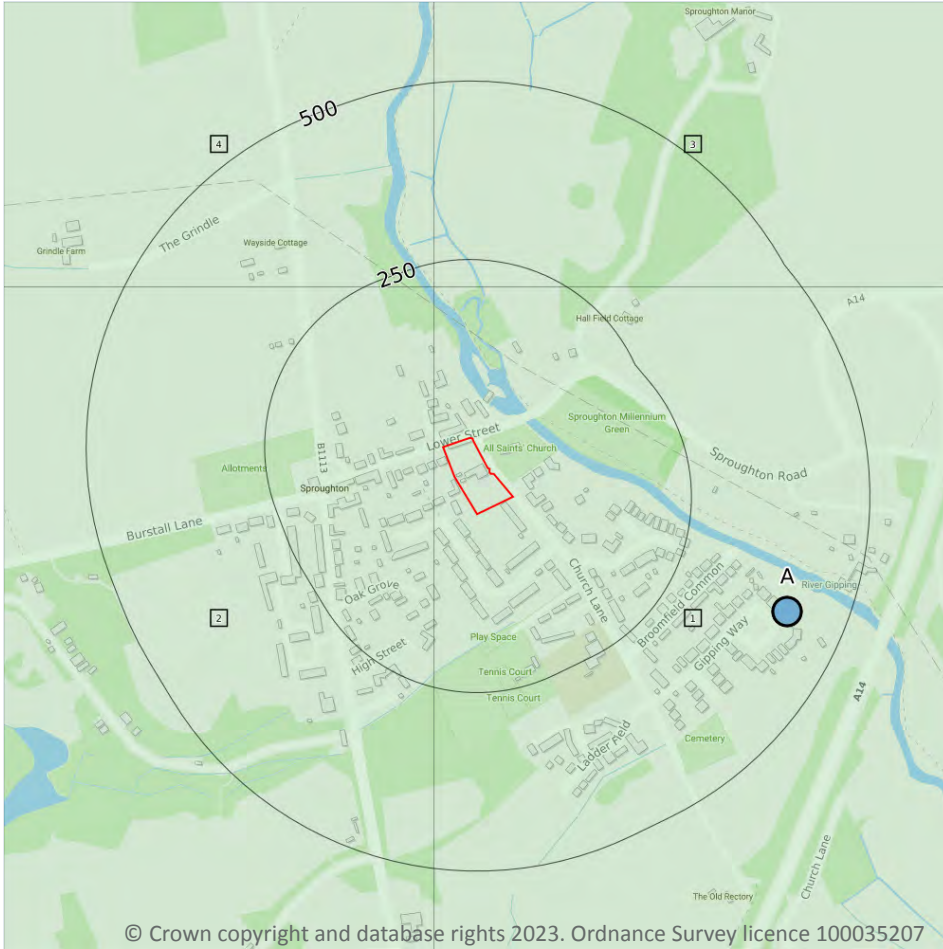 Sproughton Manor
500
4
3
The Grindle
Grindle Farm
Wayside Cottage
250
A14
Hall Field Cottage
Sproughton Millennium
Green
Lower Street
All Saints' Church
B1113
Allotments
Sproughton
Sproughton Road
Burstall Lane
A
River Gipping
Oak Grove
Church Lane
Broomfield Common
2
1
Play Space
Gipping Way
High Street
Tennis Court
Tennis Court
A14
Cemetery
Ladder Field
Church Lane
The Old Rectory
© Crown copyright and database rights 2023. Ordnance Survey licence 100035207